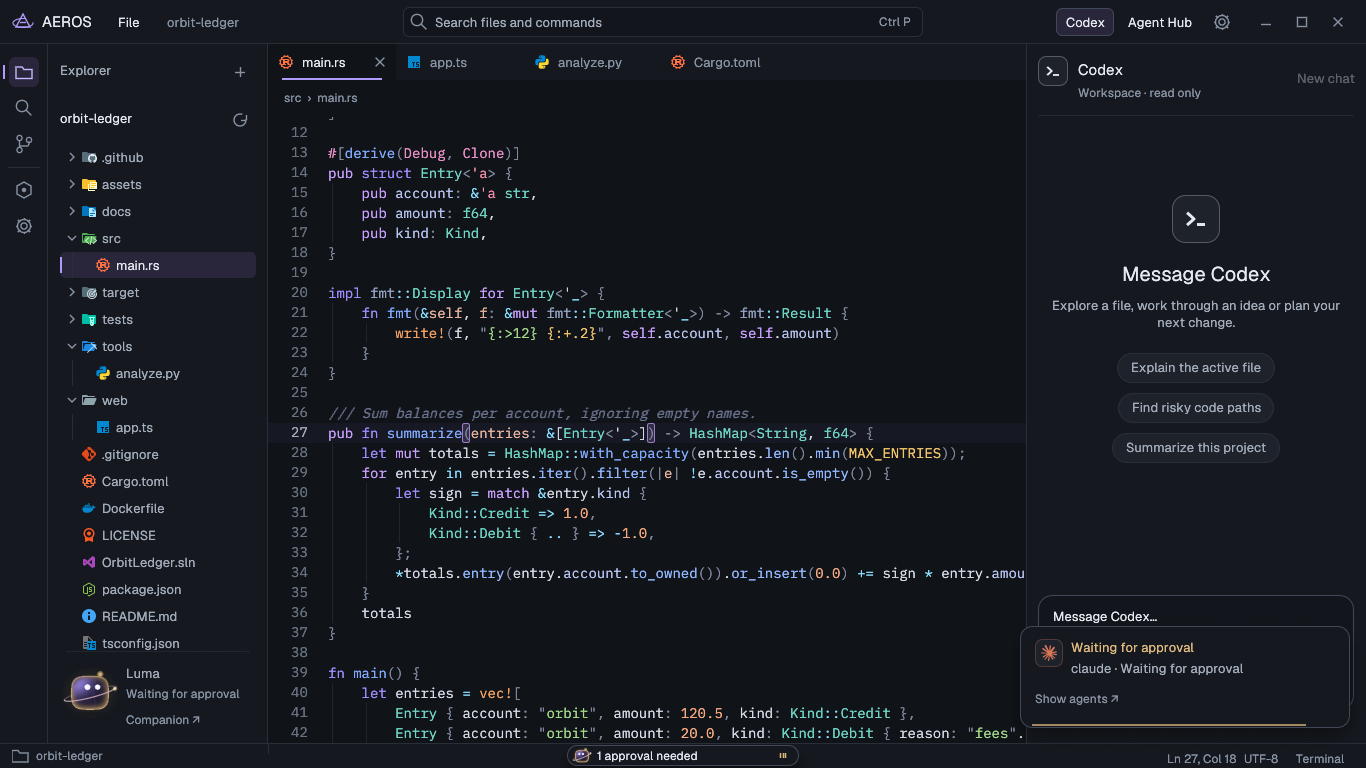 AEROS File orbit-ledger Search files and commands Ctrl P Codex Agent Hub
Explorer
orbit-ledger
.github
assets
docs
src
main.rs
target
tests
tools
analyze.py
web
app.ts
.gitignore
Cargo.toml
Dockerfile
LICENSE
OrbitLedger.sln
package.json
README.md
tsconfig.json
Luma
Waiting for approval
Companion ↗
main.rs app.ts analyze.py Cargo.toml
src › main.rs
12
13 #[derive(Debug, Clone)]
14 pub struct Entry<'a> {
15     pub account: &'a str,
16     pub amount: f64,
17     pub kind: Kind,
18 }
19
20 impl fmt::Display for Entry<'_> {
21     fn fmt(&self, f: &mut fmt::Formatter<'_>) -> fmt::Result {
22         write!(f, "{:>12} {:+.2}", self.account, self.amount)
23     }
24 }
25
26 /// Sum balances per account, ignoring empty names.
27 pub fn summarize(entries: &[Entry<'_>]) -> HashMap<String, f64> {
28     let mut totals = HashMap::with_capacity(entries.len().min(MAX_ENTRIES));
29     for entry in entries.iter().filter(|e| !e.account.is_empty()) {
30         let sign = match &entry.kind {
31             Kind::Credit => 1.0,
32             Kind::Debit { .. } => -1.0,
33         };
34         *totals.entry(entry.account.to_owned()).or_insert(0.0) += sign * entry.amou
35     }
36     totals
37 }
38
39 fn main() {
40     let entries = vec![
41         Entry { account: "orbit", amount: 120.5, kind: Kind::Credit },
42         Entry { account: "orbit", amount: 20.0, kind: Kind::Debit { reason: "fees".
Codex
Workspace · read only
New chat
Message Codex
Explore a file, work through an idea or plan your
next change.
Explain the active file
Find risky code paths
Summarize this project
Message Codex…
Waiting for approval
claude · Waiting for approval
Show agents ↗
orbit-ledger 1 approval needed Ln 27, Col 18 UTF-8 Terminal